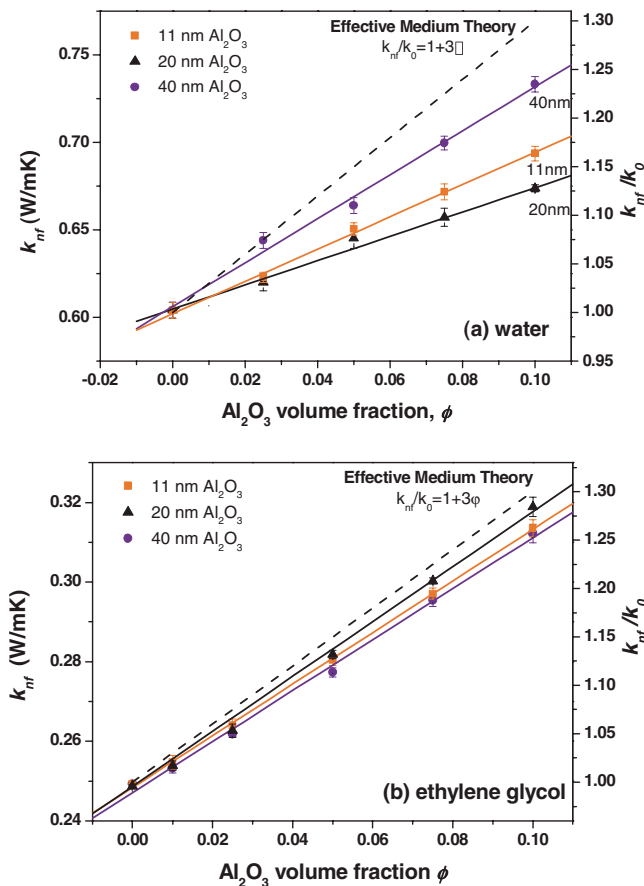 Effective Medium Theory
knf/k0=1+3▯
11 nm Al2O3
20 nm Al2O3
40 nm Al2O3
40nm
11nm
20nm
(a) water
knf (W/mK)
0.75
0.70
0.65
0.60
knf/k0
1.30
1.25
1.20
1.15
1.10
1.05
1.00
0.95
-0.02 0.00 0.02 0.04 0.06 0.08 0.10
Al2O3 volume fraction, ϕ
Effective Medium Theory
knf/k0=1+3φ
11 nm Al2O3
20 nm Al2O3
40 nm Al2O3
(b) ethylene glycol
knf (W/mK)
0.32
0.30
0.28
0.26
0.24
knf/k0
1.30
1.25
1.20
1.15
1.10
1.05
1.00
0.00 0.02 0.04 0.06 0.08 0.10
Al2O3 volume fraction ϕ